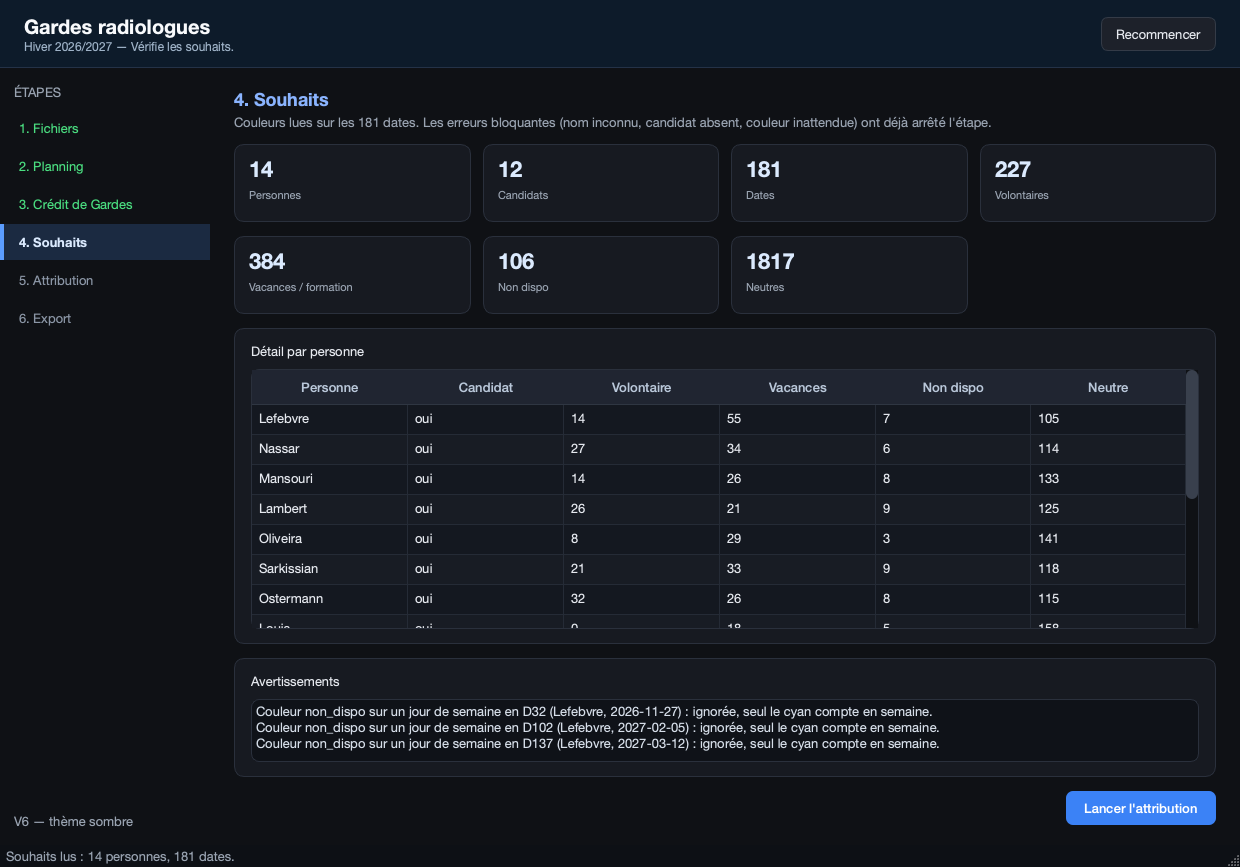 Gardes radiologues
Hiver 2026/2027 — Vérifie les souhaits.
Recommencer
ÉTAPES
1. Fichiers
2. Planning
3. Crédit de Gardes
4. Souhaits
5. Attribution
6. Export
4. Souhaits
Couleurs lues sur les 181 dates. Les erreurs bloquantes (nom inconnu, candidat absent, couleur inattendue) ont déjà arrêté l'étape.
14
Personnes
12
Candidats
181
Dates
227
Volontaires
384
Vacances / formation
106
Non dispo
1817
Neutres
Détail par personne
Personne Candidat Volontaire Vacances Non dispo Neutre
Lefebvre oui 14 55 7 105
Nassar oui 27 34 6 114
Mansouri oui 14 26 8 133
Lambert oui 26 21 9 125
Oliveira oui 8 29 3 141
Sarkissian oui 21 33 9 118
Ostermann oui 32 26 8 115
Avertissements
Couleur non_dispo sur un jour de semaine en D32 (Lefebvre, 2026-11-27) : ignorée, seul le cyan compte en semaine.
Couleur non_dispo sur un jour de semaine en D102 (Lefebvre, 2027-02-05) : ignorée, seul le cyan compte en semaine.
Couleur non_dispo sur un jour de semaine en D137 (Lefebvre, 2027-03-12) : ignorée, seul le cyan compte en semaine.
Lancer l'attribution
V6 — thème sombre
Souhaits lus : 14 personnes, 181 dates.